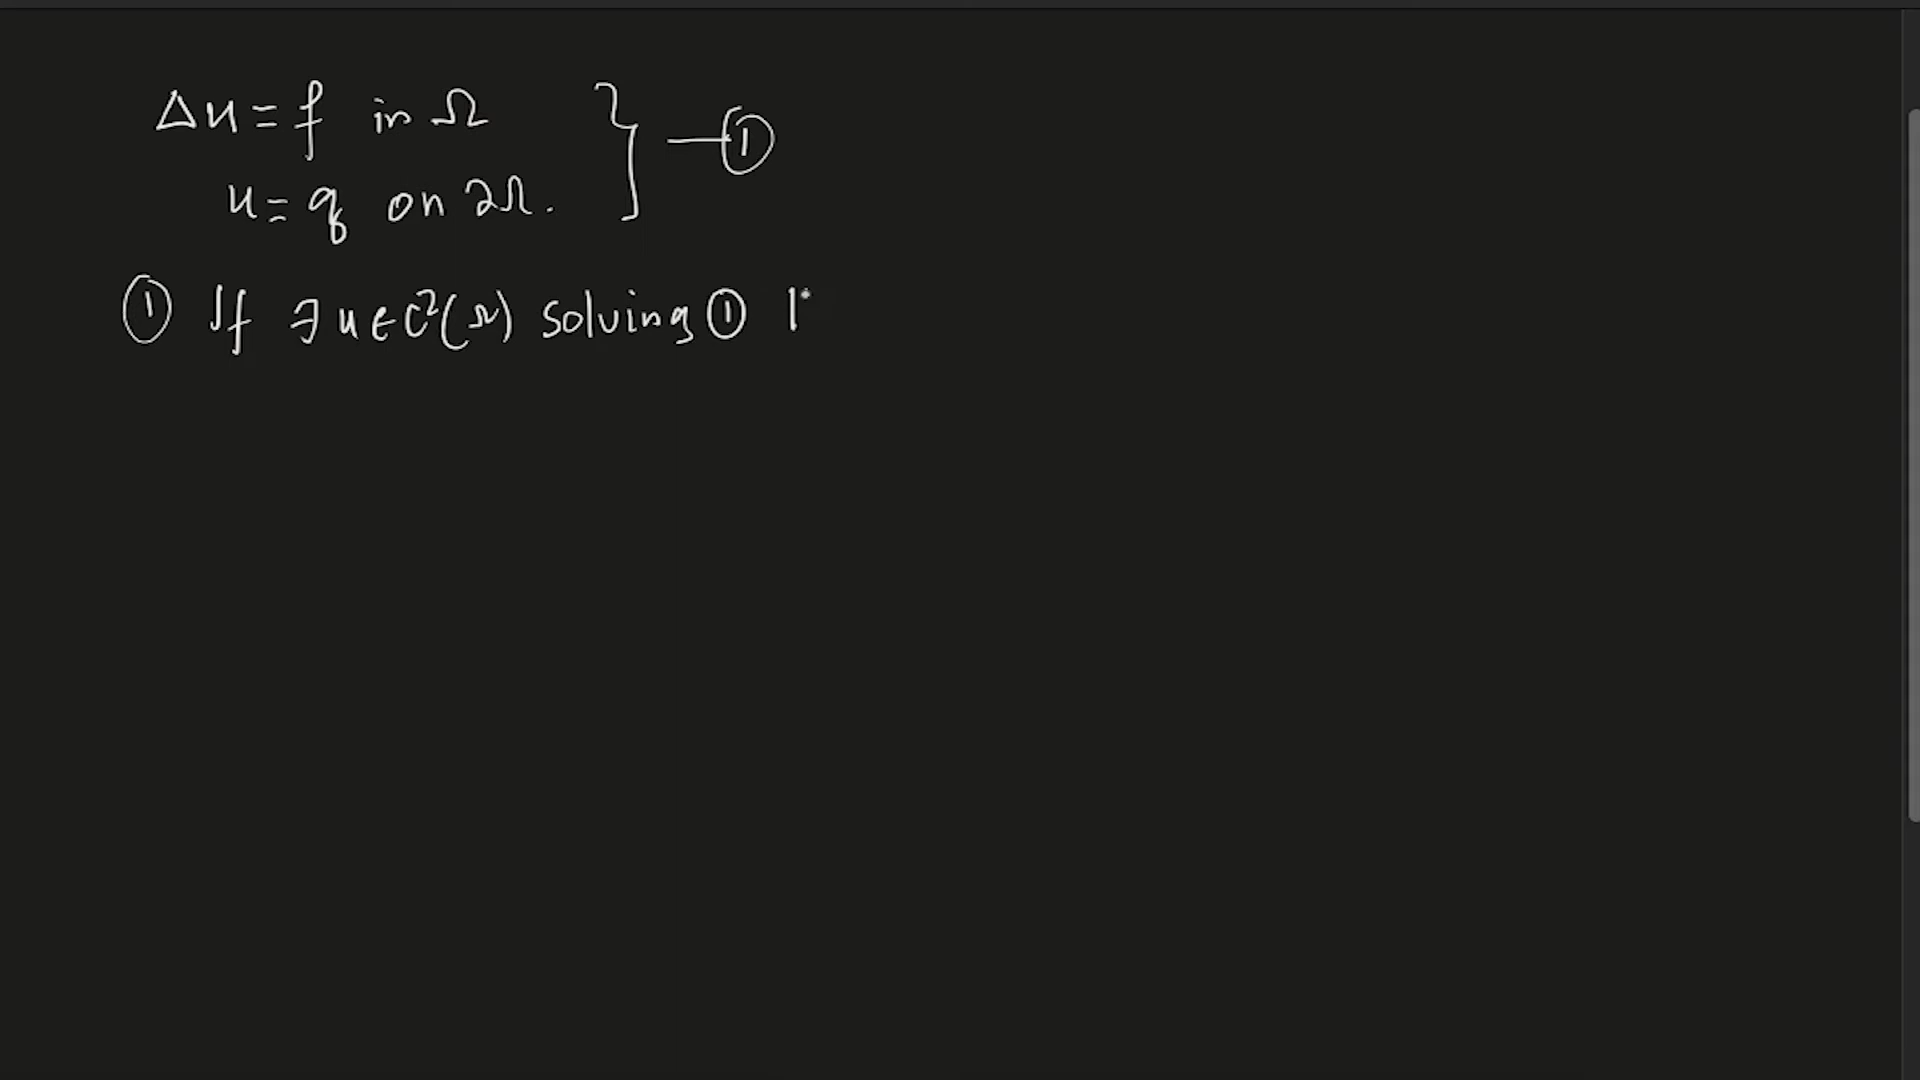 Δu = f in Ω } — ①
u = g on ∂Ω.
① If ∃ u ∈ C²(Ω) solving ①